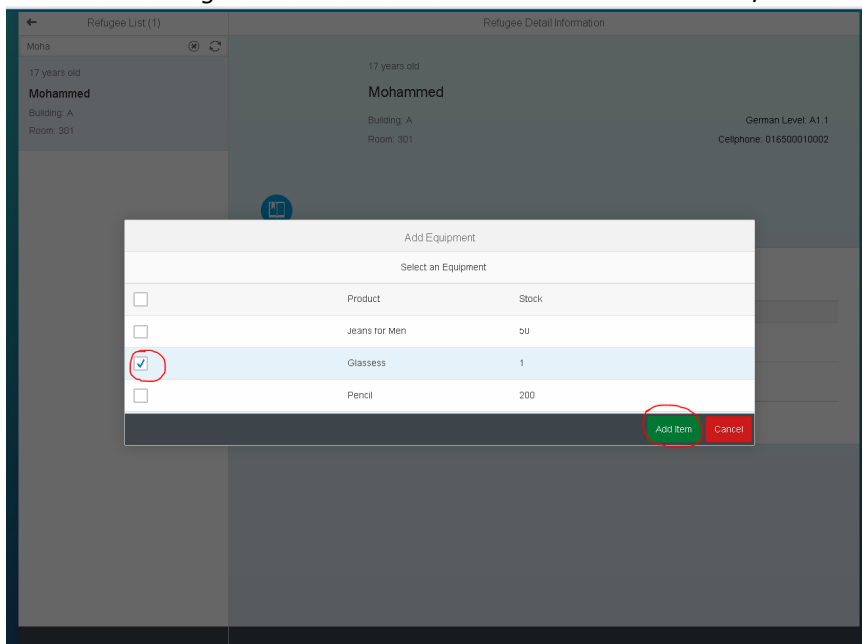 Refugee List (1)
Refugee Detail Information
Moha
17 years old
Mohammed
Building: A
Room: 301
17 years old
Mohammed
Building: A
German Level: A1.1
Room: 301
Cellphone: 016500010002
Add Equipment
Select an Equipment
Product Stock
Jeans for Men 50
Glassess 1
Pencil 200
Add Item Cancel